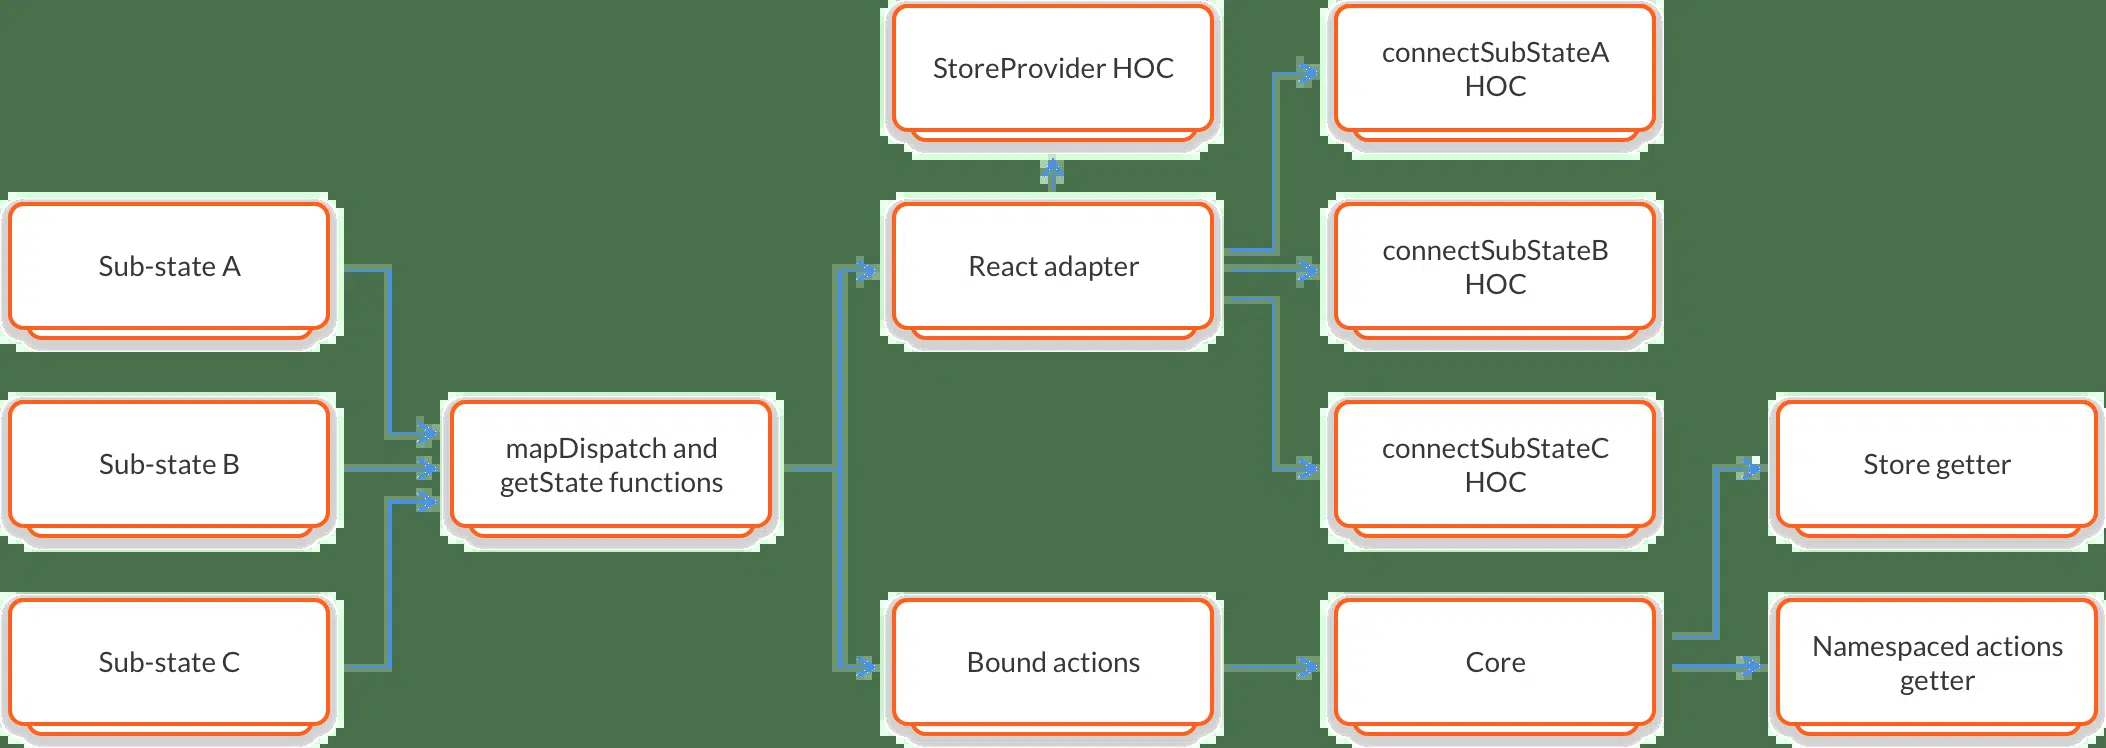 StoreProvider HOC
connectSubStateA
HOC
Sub-state A
React adapter
connectSubStateB
HOC
Sub-state B
mapDispatch and
getState functions
connectSubStateC
HOC
Store getter
Sub-state C
Bound actions
Core
Namespaced actions
getter